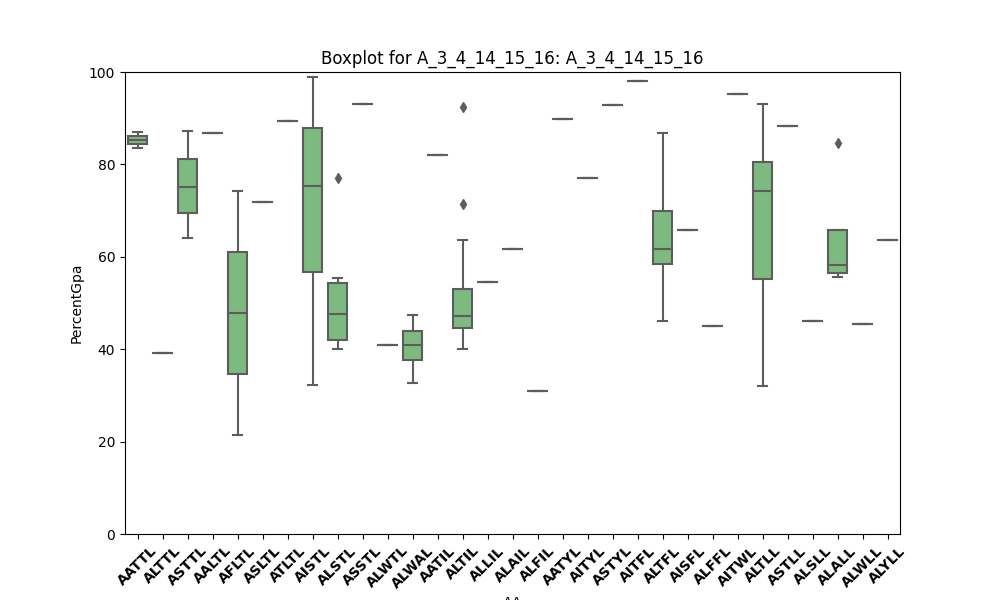 Boxplot for A_3_4_14_15_16: A_3_4_14_15_16
100
80
60
40
20
0
PercentGpa
AATTL ALTTL ASTTL AALTL AFLTL ASLTL ATLTL AISTL ALSTL ASSTL ALWTL ALWAL AATIL ALTIL ALLIL ALAIL ALFIL AATYL AITYL ASTYL AITFL ALTFL AISFL ALFFL AITWL ALTLL ASTLL ALSLL ALALL ALWLL ALYLL
AA